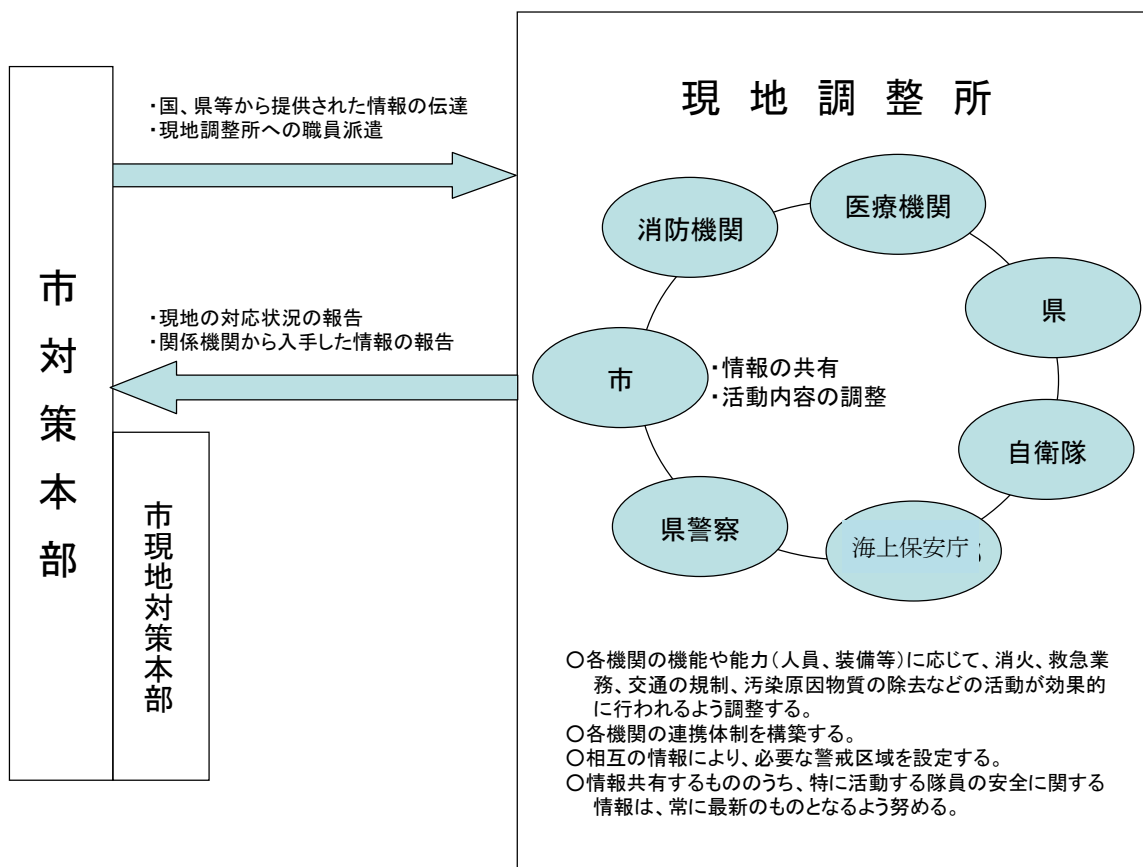 ・国、県等から提供された情報の伝達
・現地調整所への職員派遣
市対策本部
・現地の対応状況の報告
・関係機関から入手した情報の報告
市現地対策本部
現地調整所
医療機関
消防機関
県
市
・情報の共有
・活動内容の調整
自衛隊
県警察
海上保安庁
○各機関の機能や能力(人員、装備等)に応じて、消火、救急業
務、交通の規制、汚染原因物質の除去などの活動が効果的
に行われるよう調整する。
○各機関の連携体制を構築する。
○相互の情報により、必要な警戒区域を設定する。
○情報共有するもののうち、特に活動する隊員の安全に関する
情報は、常に最新のものとなるよう努める。